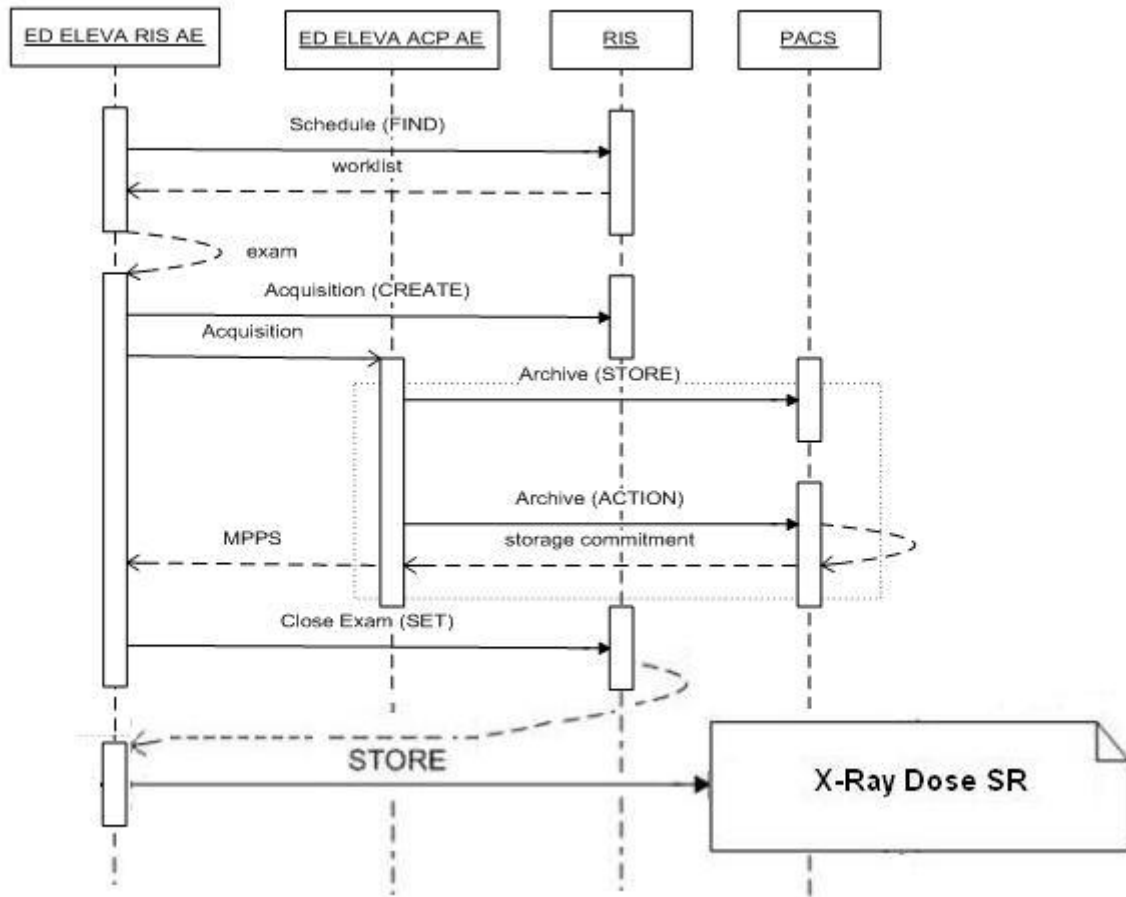 ED ELEVA RIS AE
ED ELEVA ACP AE
RIS
PACS
Schedule (FIND)
worklist
exam
Acquisition (CREATE)
Acquisition
Archive (STORE)
Archive (ACTION)
MPPS
storage commitment
Close Exam (SET)
STORE
X-Ray Dose SR